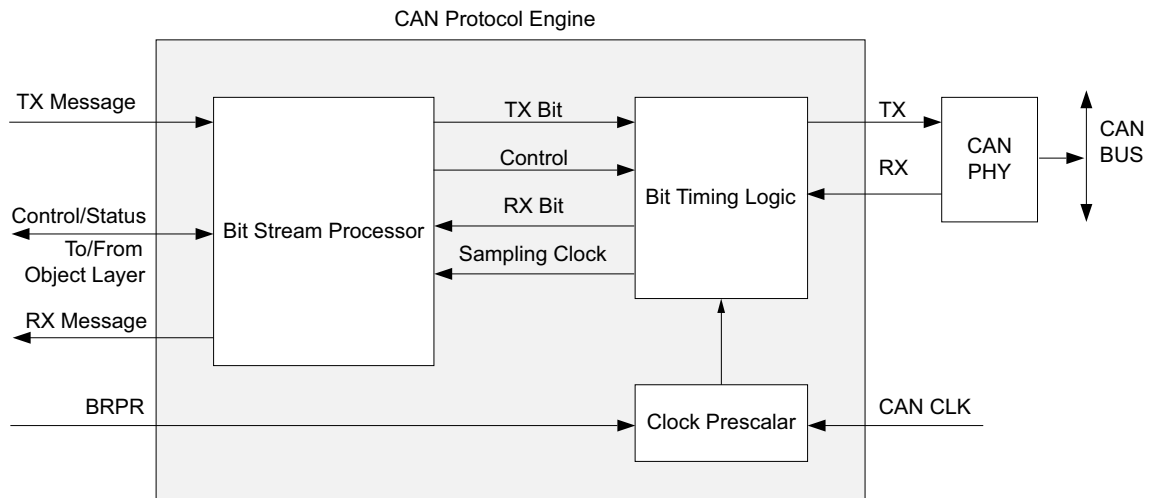 CAN Protocol Engine
TX Message
TX Bit
TX
CAN
BUS
CAN
PHY
Control
RX
Bit Timing Logic
RX Bit
Control/Status
Bit Stream Processor
To/From
Object Layer
Sampling Clock
RX Message
BRPR
Clock Prescalar
CAN CLK